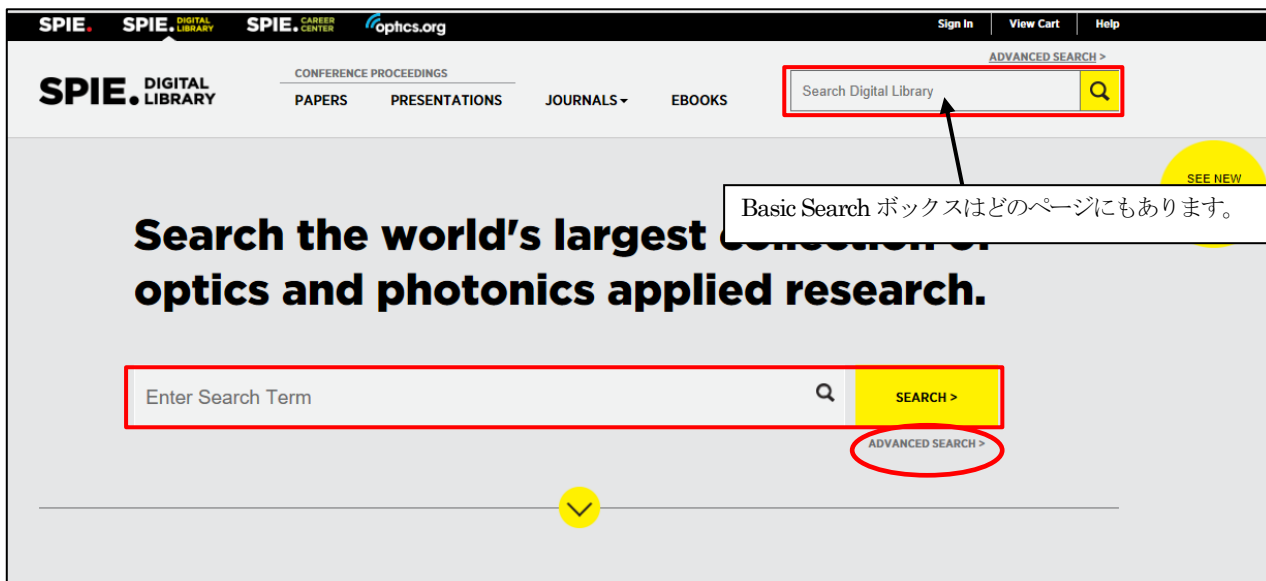 SPIE. SPIE. DIGITAL LIBRARY SPIE. CAREER CENTER optics.org Sign In View Cart Help
ADVANCED SEARCH >
SPIE. DIGITAL LIBRARY
CONFERENCE PROCEEDINGS
PAPERS PRESENTATIONS JOURNALS EBOOKS
Search Digital Library
SEE NEW
Basic Search ボックスはどのページにもあります。
Search the world's largest collection of
optics and photonics applied research.
Enter Search Term
SEARCH >
ADVANCED SEARCH >